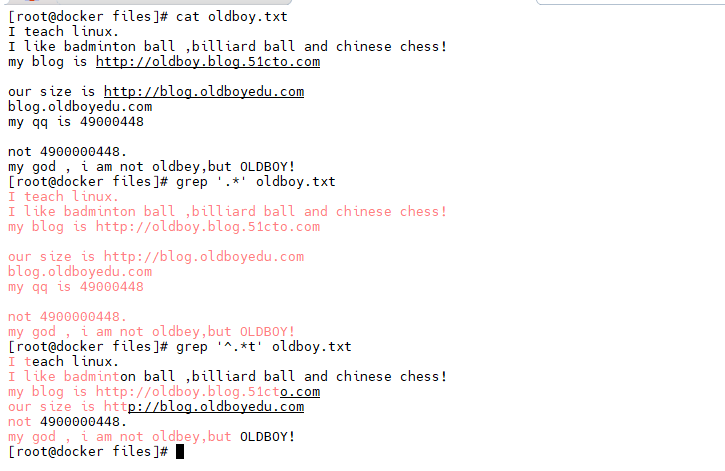 [root@docker files]# cat oldboy.txt
I teach linux.
I like badminton ball ,billiard ball and chinese chess!
my blog is http://oldboy.blog.51cto.com
our size is http://blog.oldboyedu.com
blog.oldboyedu.com
my qq is 49000448
not 4900000448.
my god , i am not oldbey,but OLDBOY!
[root@docker files]# grep '.*' oldboy.txt
I teach linux.
I like badminton ball ,billiard ball and chinese chess!
my blog is http://oldboy.blog.51cto.com
our size is http://blog.oldboyedu.com
blog.oldboyedu.com
my qq is 49000448
not 4900000448.
my god , i am not oldbey,but OLDBOY!
[root@docker files]# grep '^.*t' oldboy.txt
I teach linux.
I like badminton ball ,billiard ball and chinese chess!
my blog is http://oldboy.blog.51cto.com
our size is http://blog.oldboyedu.com
not 4900000448.
my god , i am not oldbey,but OLDBOY!
[root@docker files]#